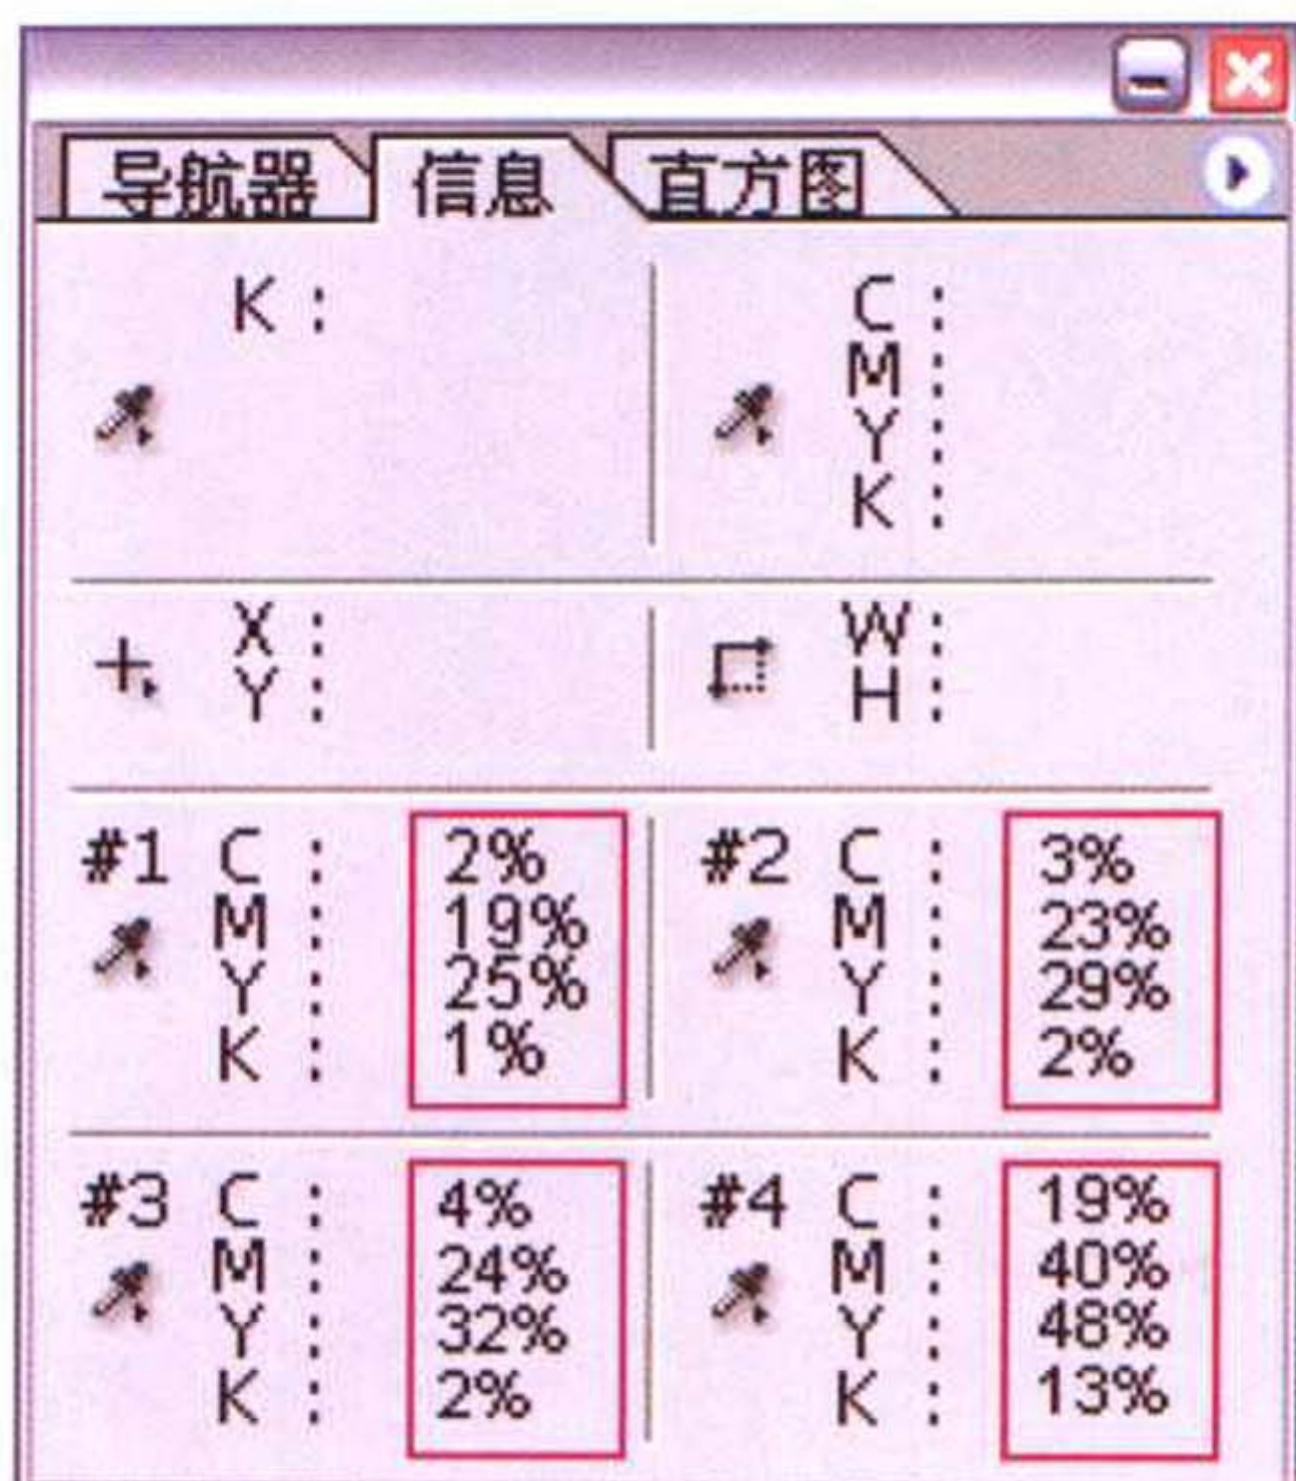 导航器 信息 直方图
K : C :
M :
Y :
K :
X : W :
Y : H :
#1 C : 2% #2 C : 3%
M : 19% M : 23%
Y : 25% Y : 29%
K : 1% K : 2%
#3 C : 4% #4 C : 19%
M : 24% M : 40%
Y : 32% Y : 48%
K : 2% K : 13%